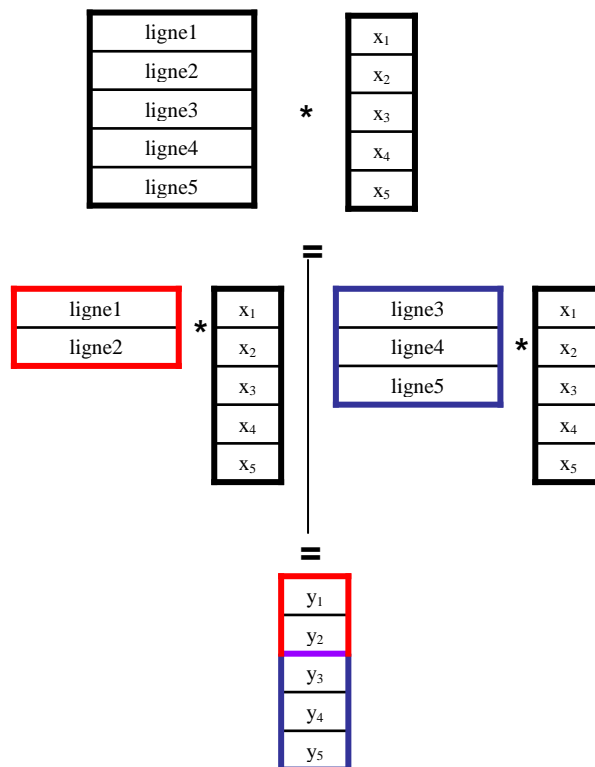 ligne1
ligne2
ligne3
ligne4
ligne5
*
x₁
x₂
x₃
x₄
x₅
=
ligne1
ligne2
*
x₁
x₂
x₃
x₄
x₅
ligne3
ligne4
ligne5
*
x₁
x₂
x₃
x₄
x₅
=
y₁
y₂
y₃
y₄
y₅